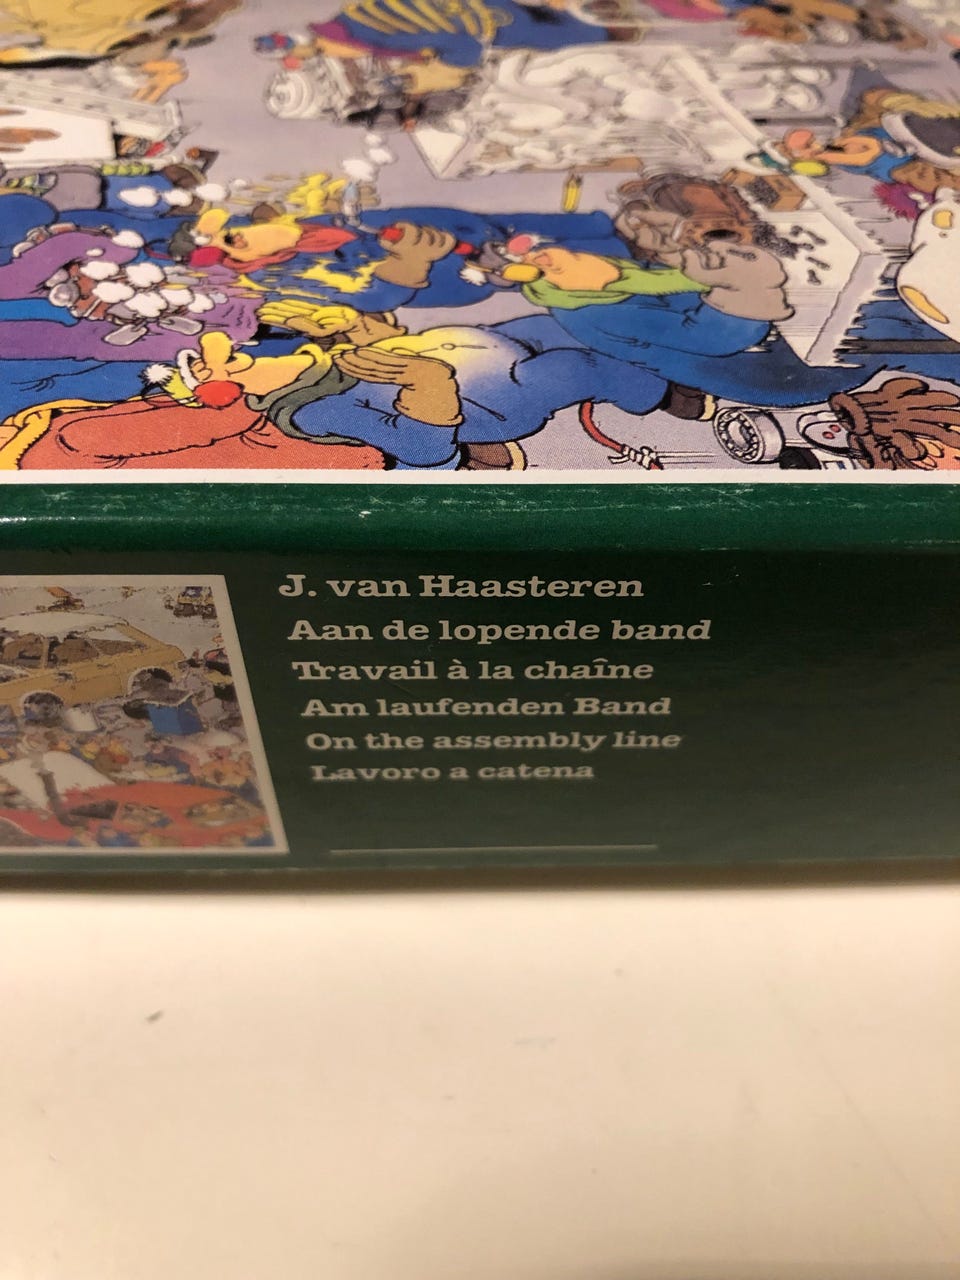 J. van Haasteren
Aan de lopende band
Travail à la chaîne
Am laufenden Band
On the assembly line
Lavoro a catena